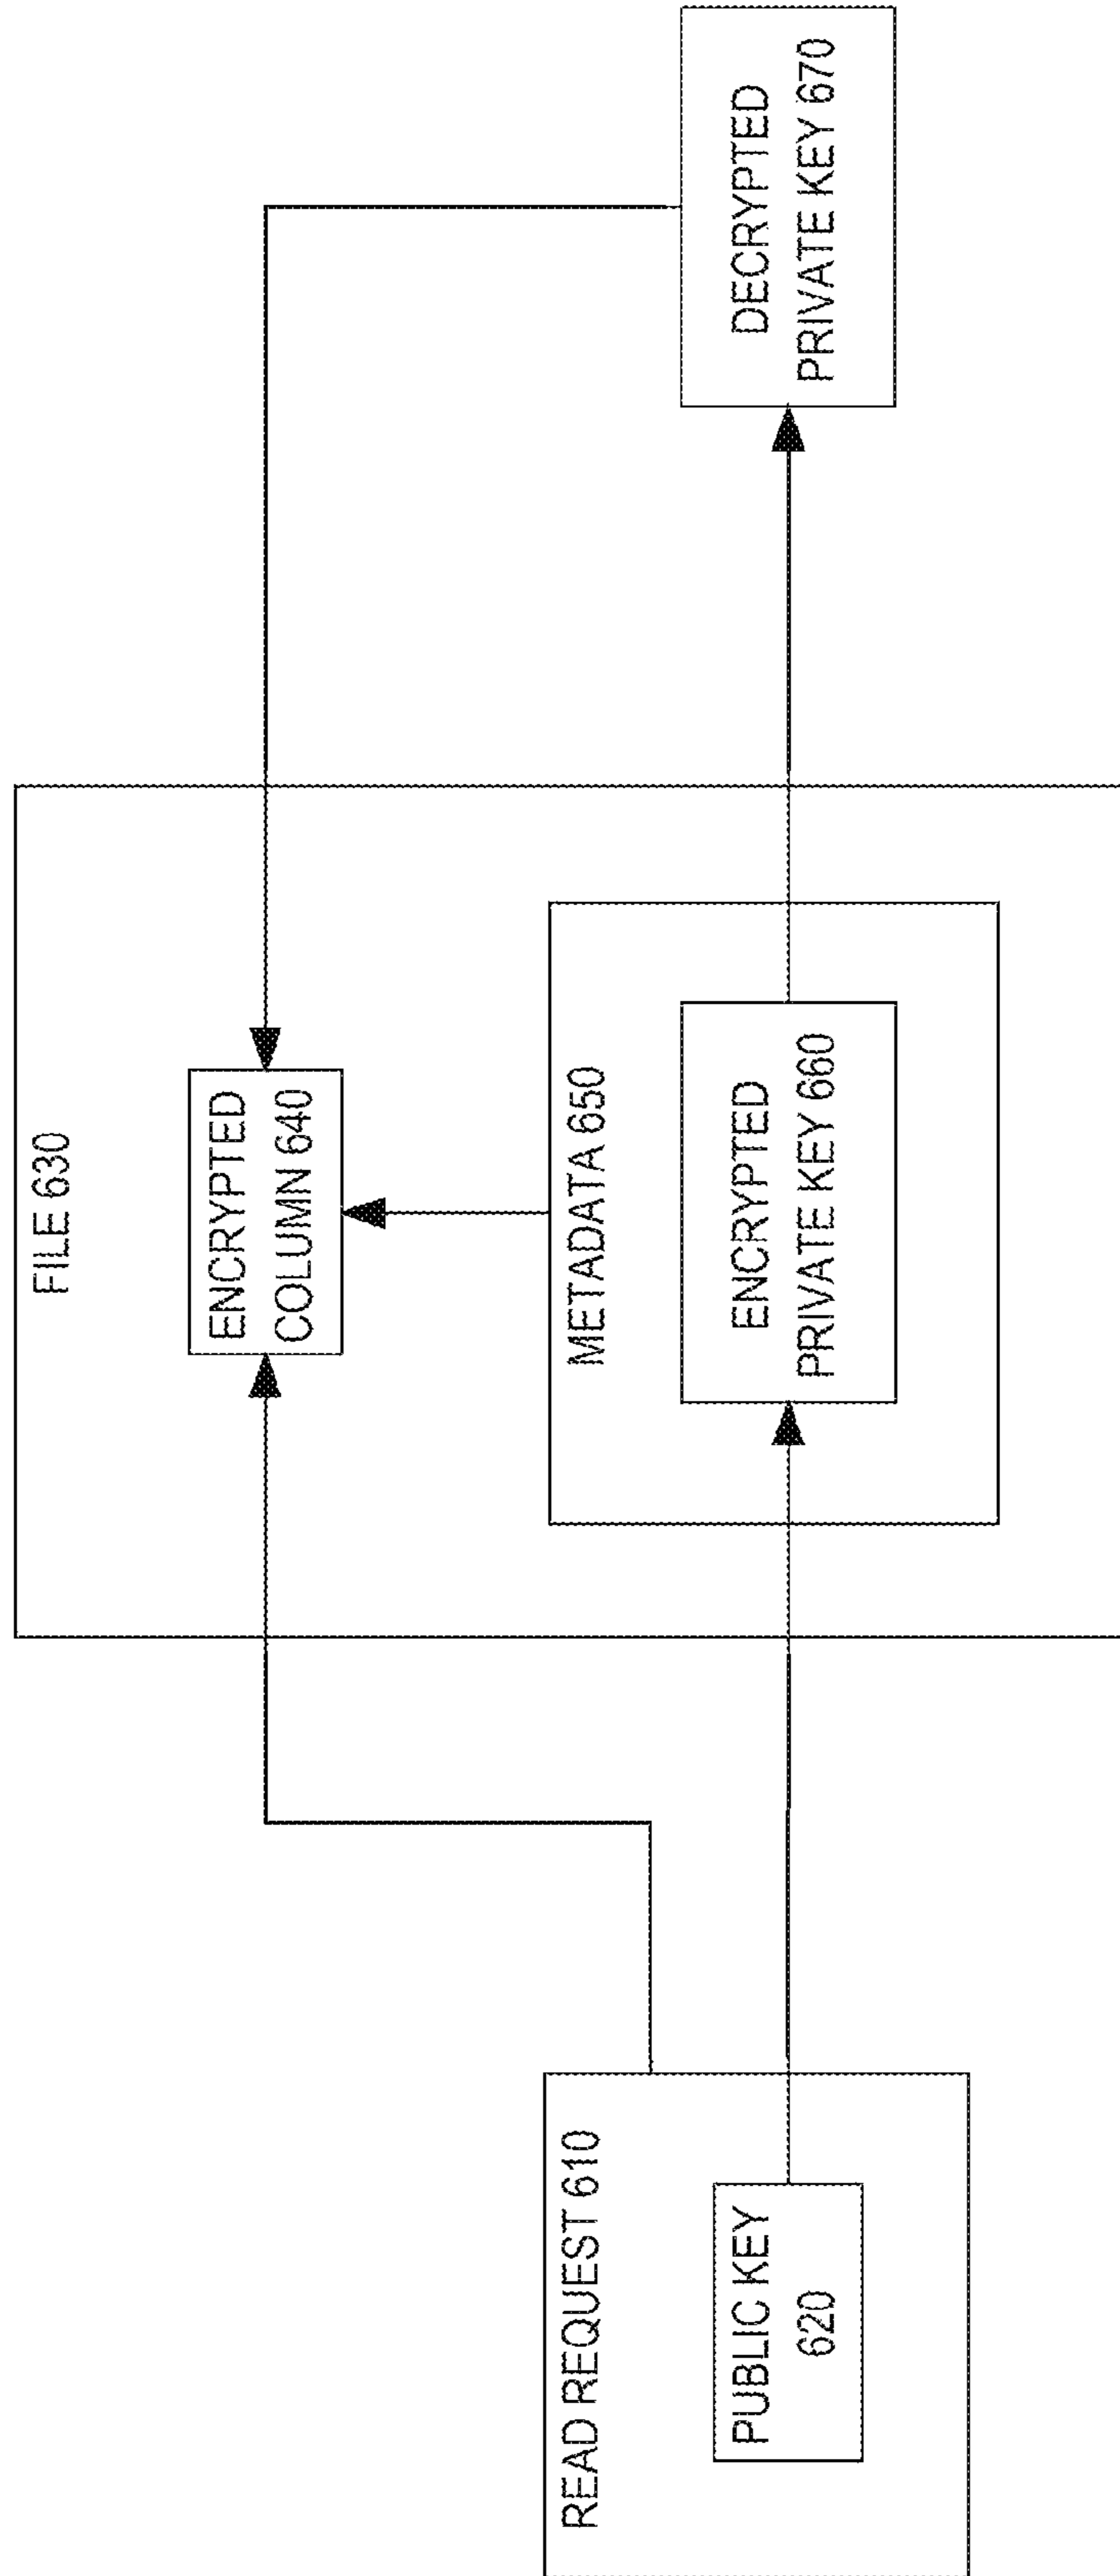 READ REQUEST 610
PUBLIC KEY
620
FILE 630
ENCRYPTED
COLUMN 640
METADATA 650
ENCRYPTED
PRIVATE KEY 660
DECRYPTED
PRIVATE KEY 670